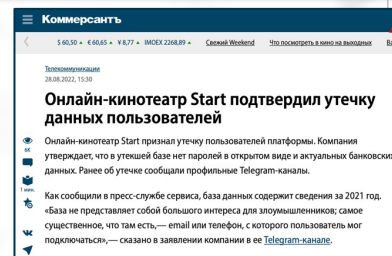 Коммерсантъ
$ 60,50 ▲ € 60,65 ▲ ¥ 8,77 ▲ IMOEX 2268,89 ▲ Свежий Weekend Что посмотреть в кино на выходных
Телекоммуникации
28.08.2022, 15:30
Онлайн-кинотеатр Start подтвердил утечку
данных пользователей
Онлайн-кинотеатр Start признал утечку пользователей платформы. Компания
утверждает, что в утекшей базе нет паролей в открытом виде и актуальных банковских
данных. Ранее об утечке сообщали профильные Telegram-каналы.
6K
1 мин.
Как сообщили в пресс-службе сервиса, база данных содержит сведения за 2021 год.
«База не представляет собой большого интереса для злоумышленников; самое
существенное, что там есть,— email или телефон, с которого пользователь мог
подключаться»,— сказано в заявлении компании в ее Telegram-канале.